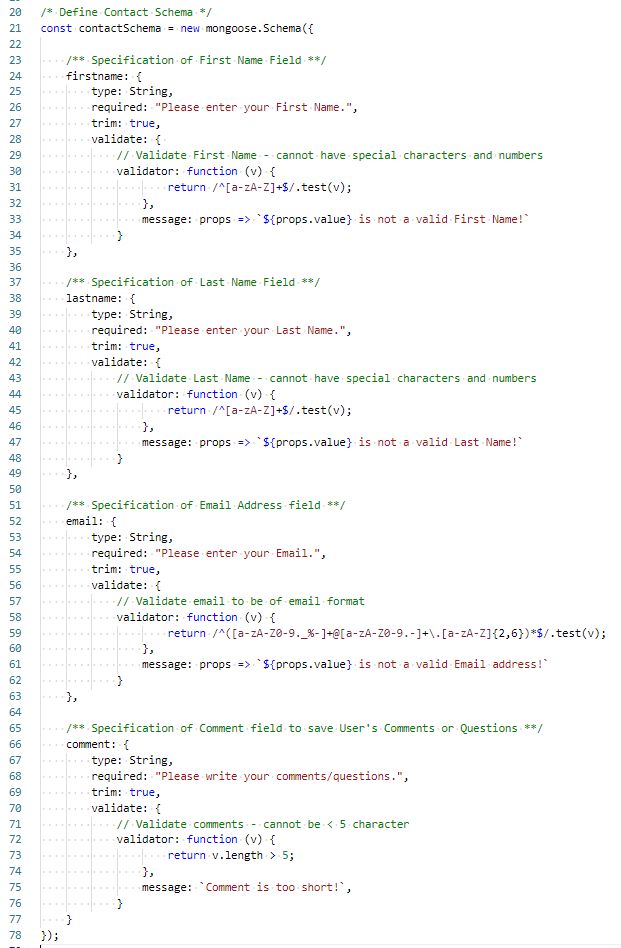 20 /* Define Contact Schema */
21 const contactSchema = new mongoose.Schema({
22
23 /** Specification of First Name Field **/
24 firstname: {
25 type: String,
26 required: "Please enter your First Name.",
27 trim: true,
28 validate: {
29 // Validate First Name - cannot have special characters and numbers
30 validator: function (v) {
31 return /^[a-zA-Z]+$/.test(v);
32 },
33 message: props => `${props.value} is not a valid First Name!`
34 }
35 },
36
37 /** Specification of Last Name Field **/
38 lastname: {
39 type: String,
40 required: "Please enter your Last Name.",
41 trim: true,
42 validate: {
43 // Validate Last Name - cannot have special characters and numbers
44 validator: function (v) {
45 return /^[a-zA-Z]+$/.test(v);
46 },
47 message: props => `${props.value} is not a valid Last Name!`
48 }
49 },
50
51 /** Specification of Email Address field **/
52 email: {
53 type: String,
54 required: "Please enter your Email.",
55 trim: true,
56 validate: {
57 // Validate email to be of email format
58 validator: function (v) {
59 return /^([a-zA-Z0-9._%-]+@[a-zA-Z0-9.-]+\.[a-zA-Z]{2,6})*$/.test(v);
60 },
61 message: props => `${props.value} is not a valid Email address!`
62 }
63 },
64
65 /** Specification of Comment field to save User's Comments or Questions **/
66 comment: {
67 type: String,
68 required: "Please write your comments/questions.",
69 trim: true,
70 validate: {
71 // Validate comments - cannot be < 5 character
72 validator: function (v) {
73 return v.length > 5;
74 },
75 message: `Comment is too short!`,
76 }
77 }
78 });